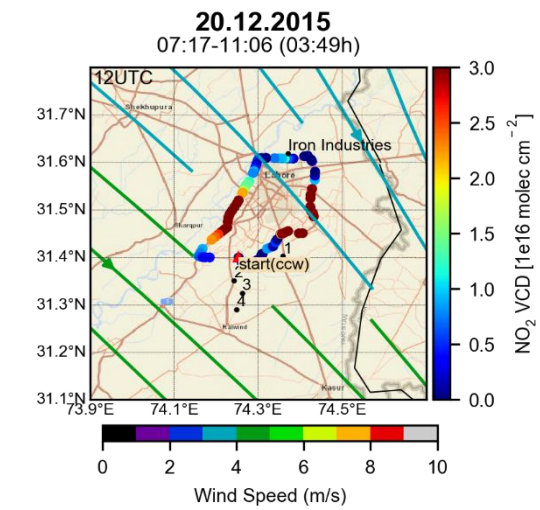 20.12.2015
07:17-11:06 (03:49h)
12UTC
Shekhupura
31.7°N
Iron Industries
31.6°N
Lahore
31.5°N
Sharqpur
1
31.4°N
start(ccw)
2
3
31.3°N
4
Raiwind
31.2°N
Kasur
31.1°N
73.9°E 74.1°E 74.3°E 74.5°E
3.0
2.5
2.0
1.5
1.0
0.5
0.0
NO2 VCD [1e16 molec cm−2]
0 2 4 6 8 10
Wind Speed (m/s)